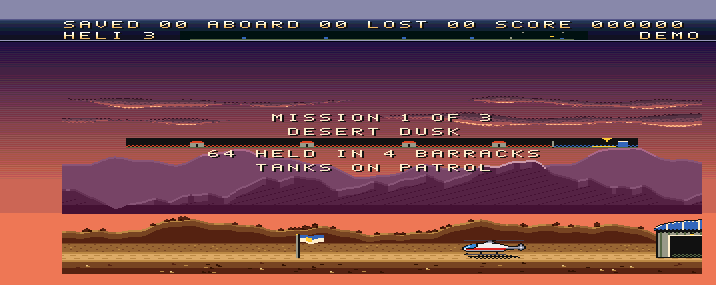 SAVED 00 ABOARD 00 LOST 00 SCORE 000000
HELI 3 DEMO
MISSION 1 OF 3
DESERT DUSK
64 HELD IN 4 BARRACKS
TANKS ON PATROL